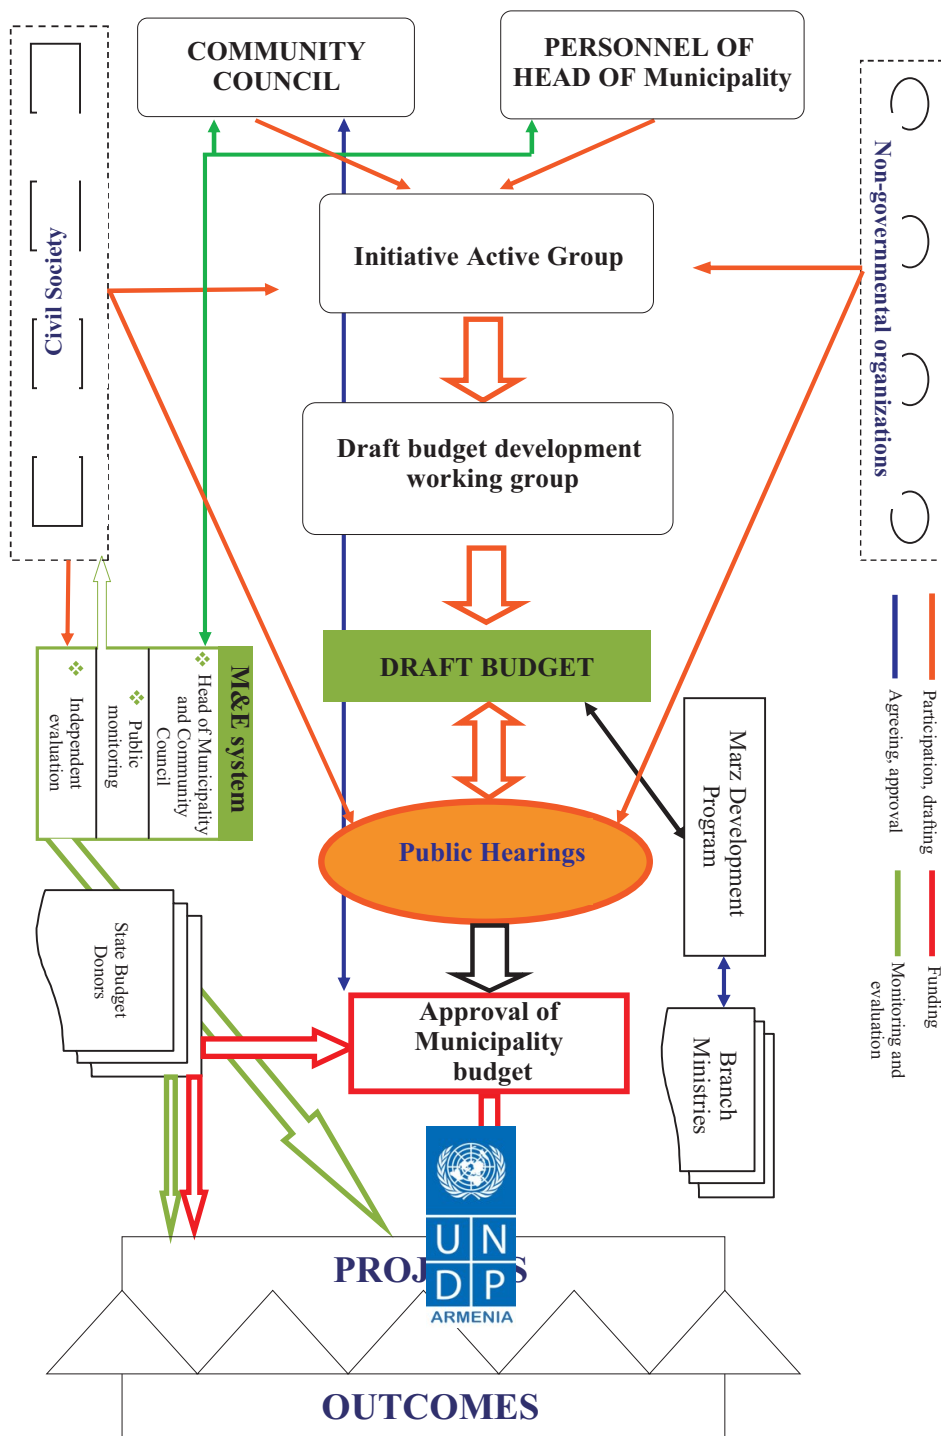 COMMUNITY
COUNCIL
PERSONNEL OF
HEAD OF Municipality
Civil Society
Non-governmental organizations
Initiative Active Group
Draft budget development
working group
DRAFT BUDGET
M&E system
❖ Head of Municipality
and Community
Council
❖ Public
monitoring
❖ Independent
evaluation
Public Hearings
Marz Development
Program
Participation, drafting
Agreeing, approval
Funding
Monitoring and
evaluation
State Budget
Donors
Approval of
Municipality
budget
Branch
Ministries
UN
DP
ARMENIA
OUTCOMES